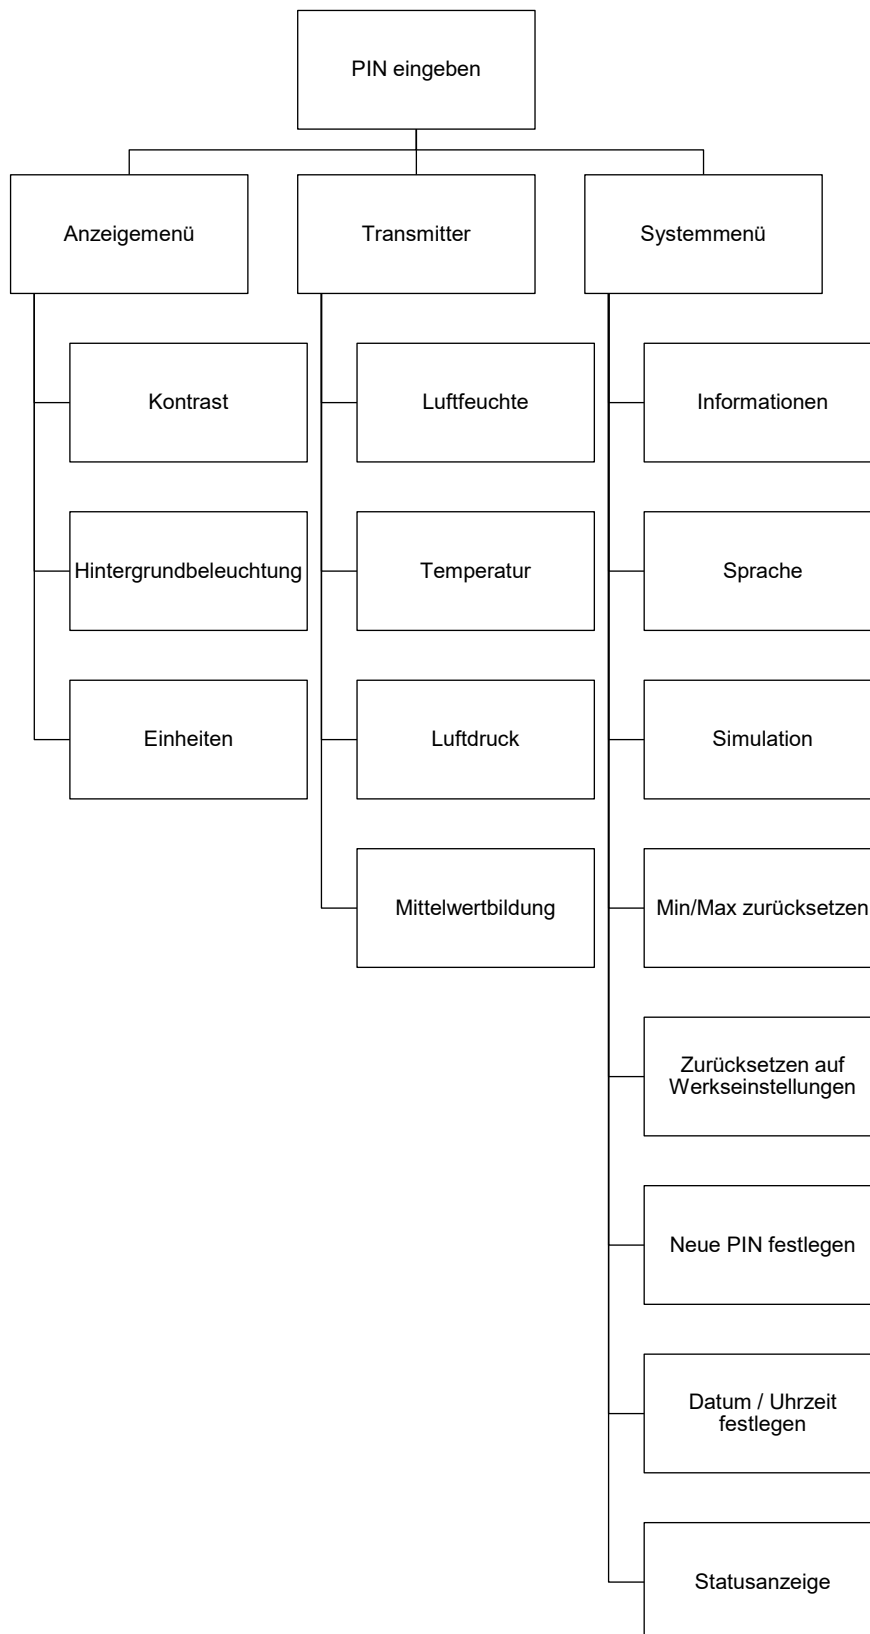 PIN eingeben
Anzeigemenü
Transmitter
Systemmenü
Kontrast
Luftfeuchte
Informationen
Hintergrundbeleuchtung
Temperatur
Sprache
Einheiten
Luftdruck
Simulation
Mittelwertbildung
Min/Max zurücksetzen
Zurücksetzen auf
Werkseinstellungen
Neue PIN festlegen
Datum / Uhrzeit
festlegen
Statusanzeige